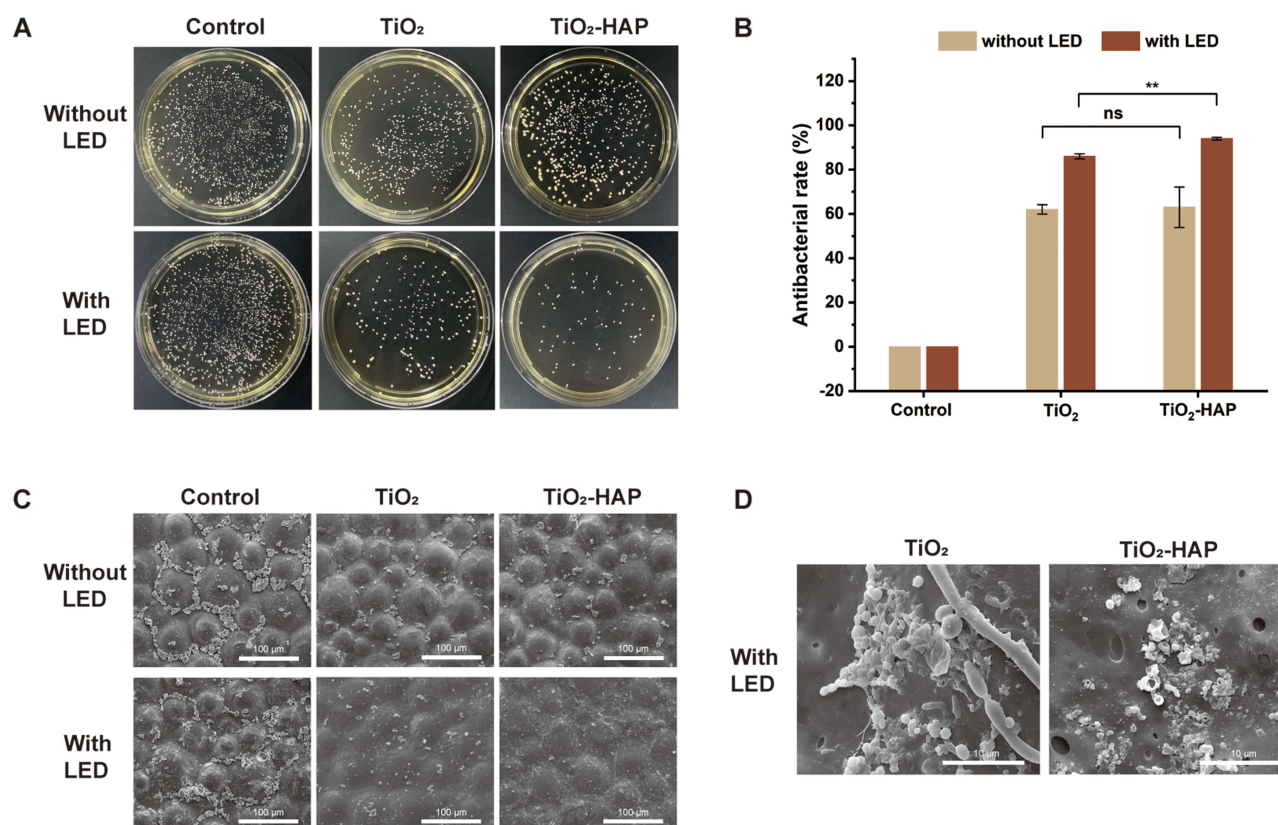 A
Control
TiO₂
TiO₂-HAP
Without
LED
With
LED
B
without LED
with LED
120
100
80
60
40
20
0
-20
Antibacterial rate (%)
**
ns
Control
TiO₂
TiO₂-HAP
C
Control
TiO₂
TiO₂-HAP
Without
LED
100 µm
100 µm
100 µm
With
LED
100 µm
100 µm
100 µm
D
TiO₂
TiO₂-HAP
With
LED
10 µm
10 µm